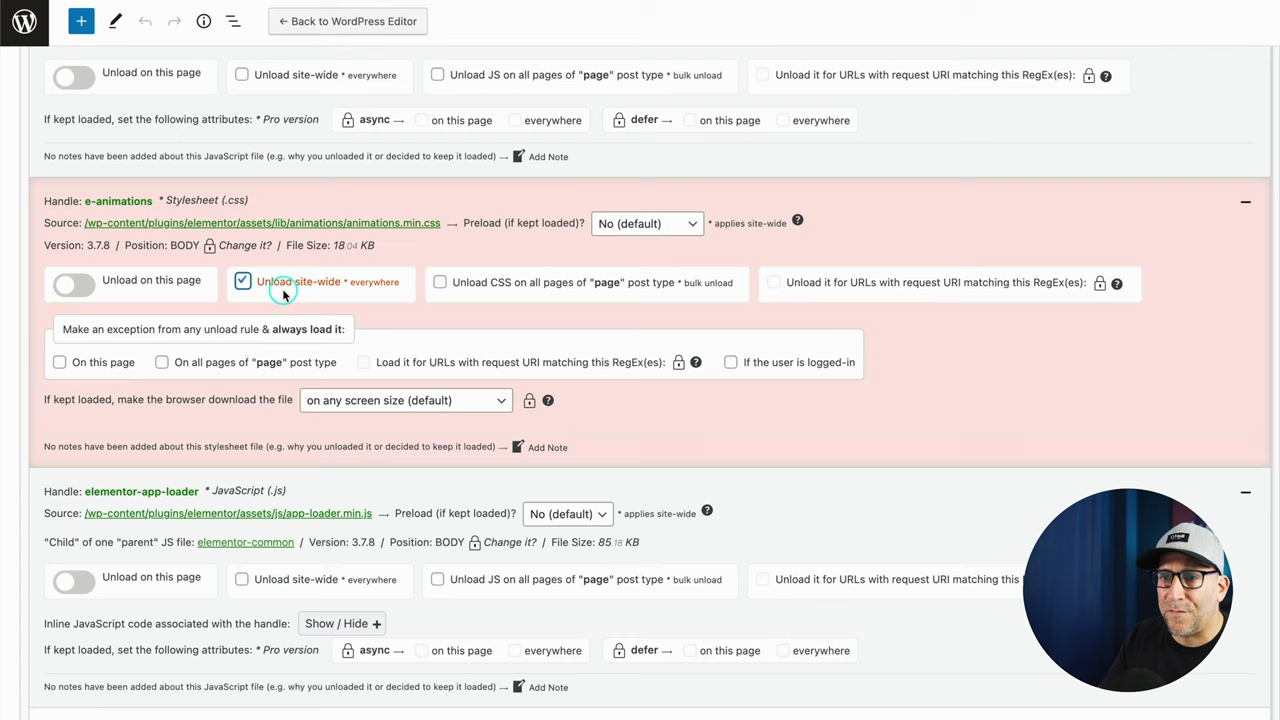 ← Back to WordPress Editor
Unload on this page
Unload site-wide * everywhere
Unload JS on all pages of "page" post type * bulk unload
Unload it for URLs with request URI matching this RegEx(es):
If kept loaded, set the following attributes: * Pro version async → on this page everywhere defer → on this page everywhere
No notes have been added about this JavaScript file (e.g. why you unloaded it or decided to keep it loaded) → Add Note
Handle: e-animations * Stylesheet (.css)
Source: /wp-content/plugins/elementor/assets/lib/animations/animations.min.css → Preload (if kept loaded)? No (default) * applies site-wide
Version: 3.7.8 / Position: BODY Change it? / File Size: 18.04 KB
Unload on this page
Unload site-wide * everywhere
Unload CSS on all pages of "page" post type * bulk unload
Unload it for URLs with request URI matching this RegEx(es):
Make an exception from any unload rule & always load it:
On this page On all pages of "page" post type Load it for URLs with request URI matching this RegEx(es): If the user is logged-in
If kept loaded, make the browser download the file on any screen size (default)
No notes have been added about this stylesheet file (e.g. why you unloaded it or decided to keep it loaded) → Add Note
Handle: elementor-app-loader * JavaScript (.js)
Source: /wp-content/plugins/elementor/assets/js/app-loader.min.js → Preload (if kept loaded)? No (default) * applies site-wide
"Child" of one "parent" JS file: elementor-common / Version: 3.7.8 / Position: BODY Change it? / File Size: 85.18 KB
Unload on this page
Unload site-wide * everywhere
Unload JS on all pages of "page" post type * bulk unload
Unload it for URLs with request URI matching this
Inline JavaScript code associated with the handle: Show / Hide +
If kept loaded, set the following attributes: * Pro version async → on this page everywhere defer → on this page everywhere
No notes have been added about this JavaScript file (e.g. why you unloaded it or decided to keep it loaded) → Add Note